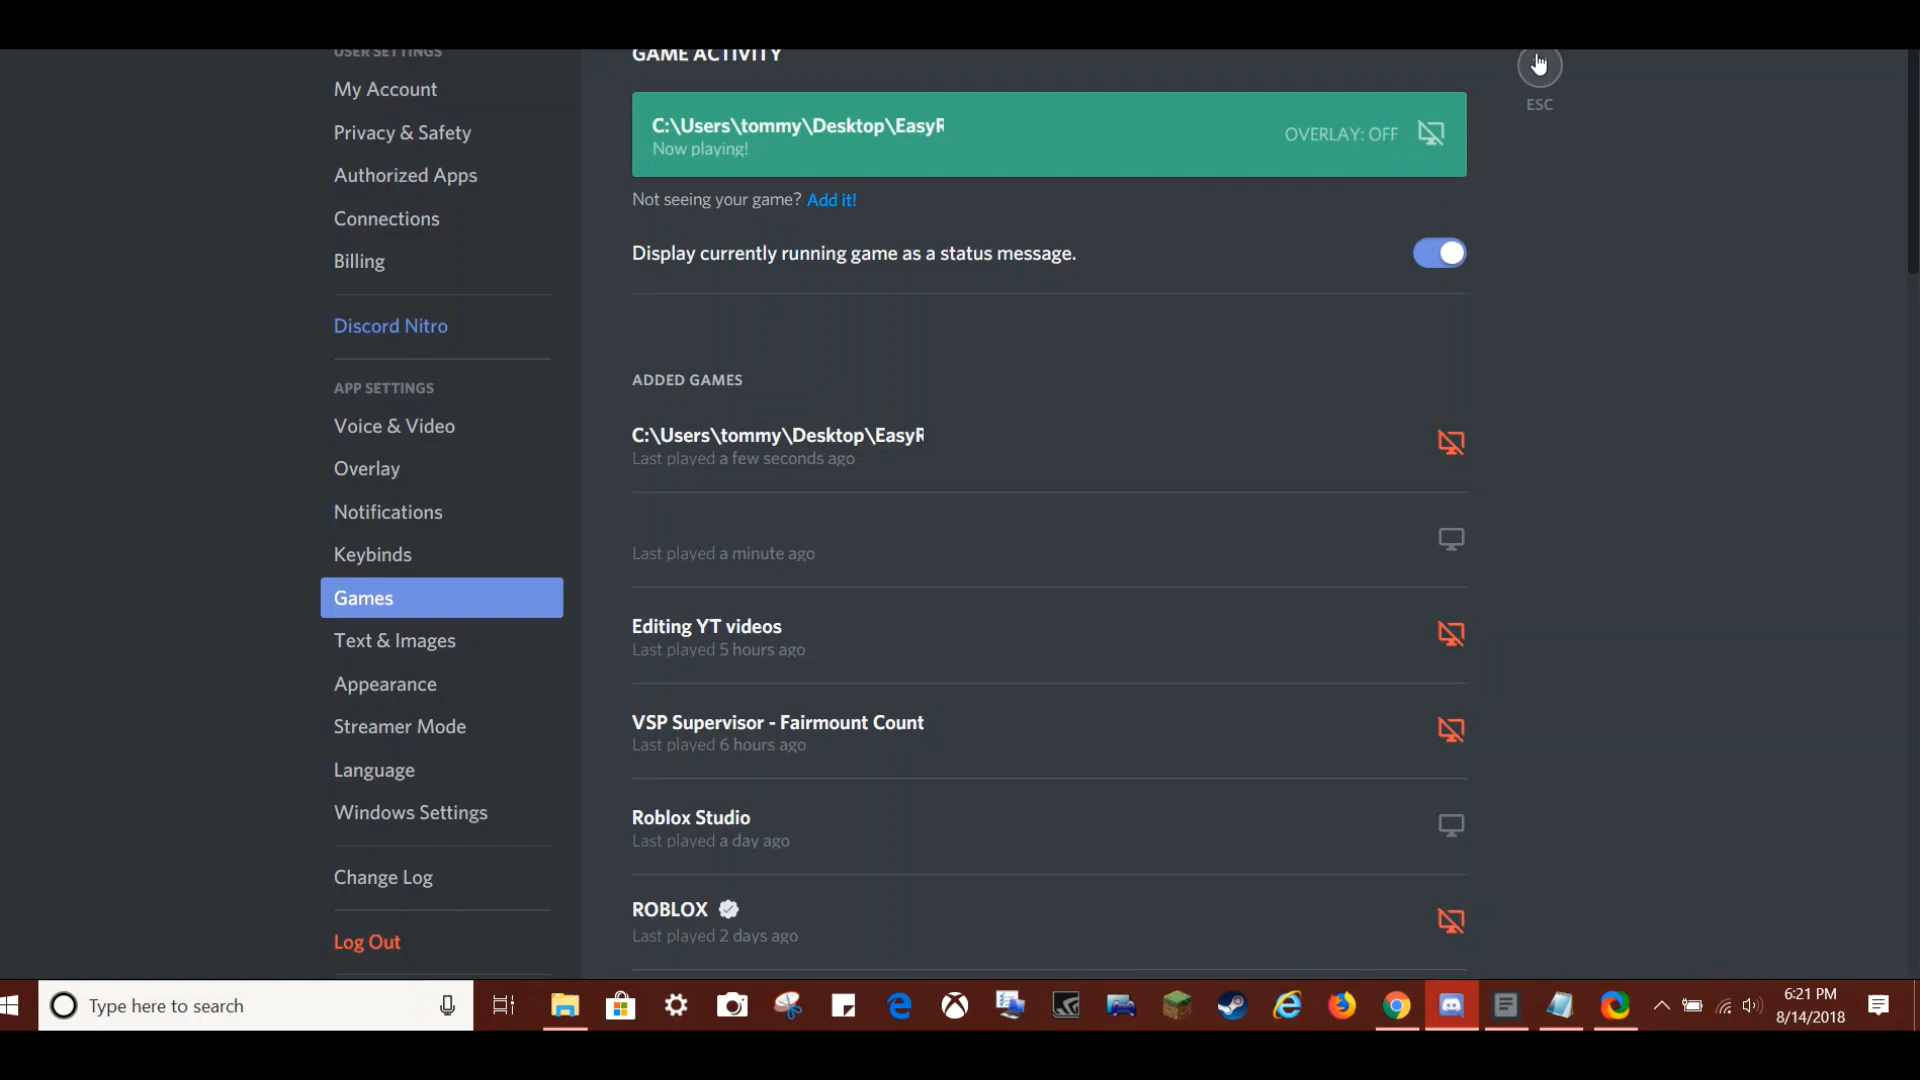 USER SETTINGS
My Account
Privacy & Safety
Authorized Apps
Connections
Billing
Discord Nitro
APP SETTINGS
Voice & Video
Overlay
Notifications
Keybinds
Games
Text & Images
Appearance
Streamer Mode
Language
Windows Settings
Change Log
Log Out
GAME ACTIVITY
C:\Users\tommy\Desktop\EasyR
Now playing!
OVERLAY: OFF
Not seeing your game? Add it!
Display currently running game as a status message.
ADDED GAMES
C:\Users\tommy\Desktop\EasyR
Last played a few seconds ago
Last played a minute ago
Editing YT videos
Last played 5 hours ago
VSP Supervisor - Fairmount Count
Last played 6 hours ago
Roblox Studio
Last played a day ago
ROBLOX
Last played 2 days ago
ESC
Type here to search
6:21 PM
8/14/2018